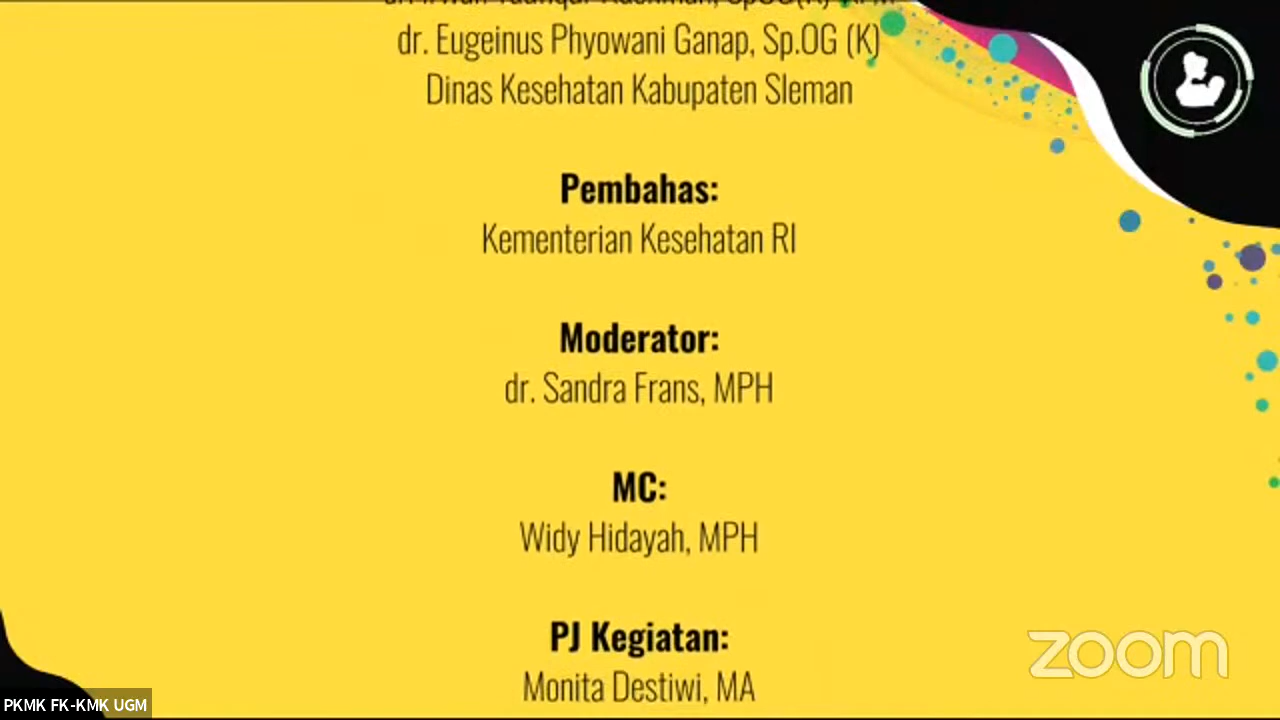 dr. Eugeinus Phyowani Ganap, Sp.OG (K)
Dinas Kesehatan Kabupaten Sleman
Pembahas:
Kementerian Kesehatan RI
Moderator:
dr. Sandra Frans, MPH
MC:
Widy Hidayah, MPH
PJ Kegiatan:
Monita Destiwi, MA
zoom
PKMK FK-KMK UGM